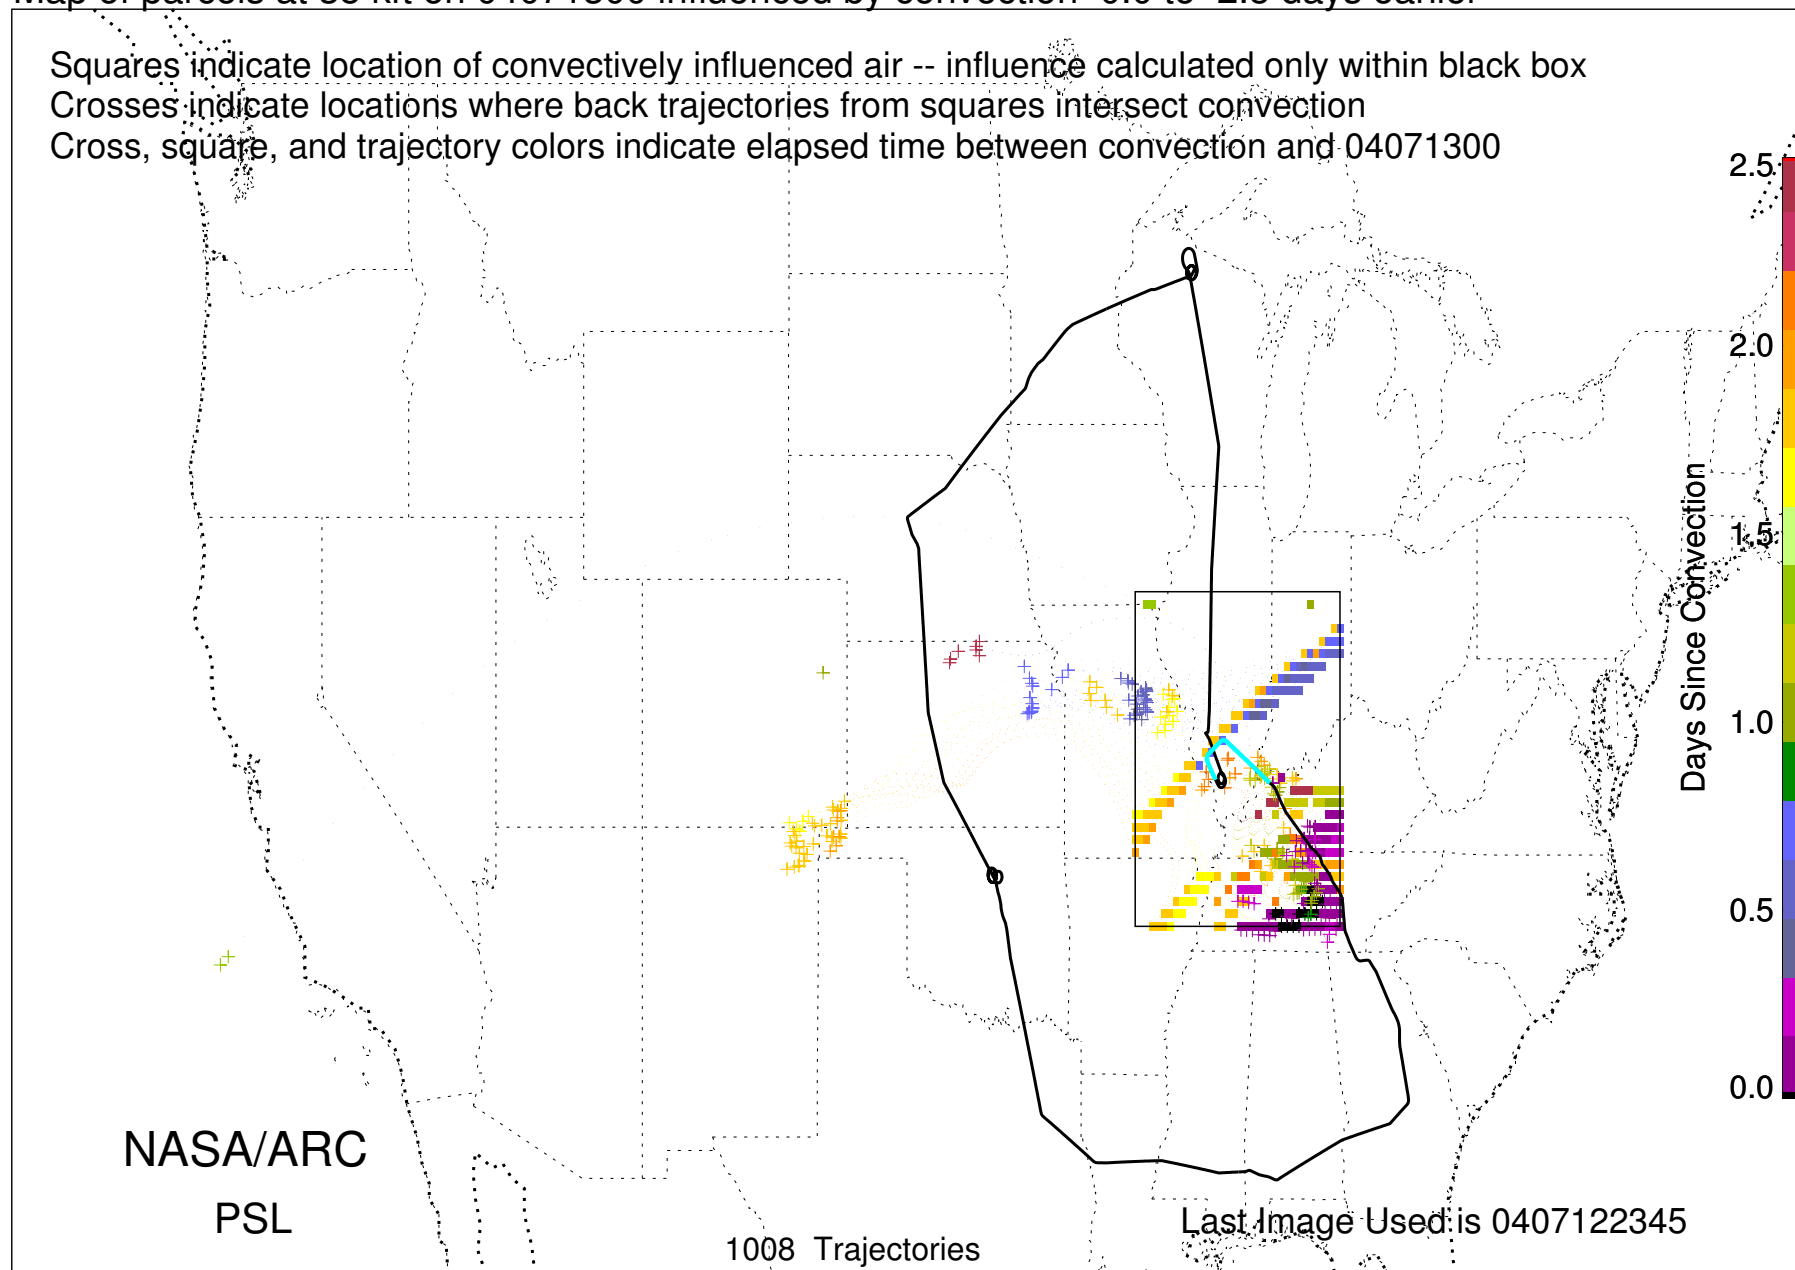 Squares indicate location of convectively influenced air -- influence calculated only within black box
Crosses indicate locations where back trajectories from squares intersect convection
Cross, square, and trajectory colors indicate elapsed time between convection and 04071300
2.5
2.0
1.5
1.0
0.5
0.0
Days Since Convection
NASA/ARC
PSL
1008 Trajectories
Last Image Used is 0407122345